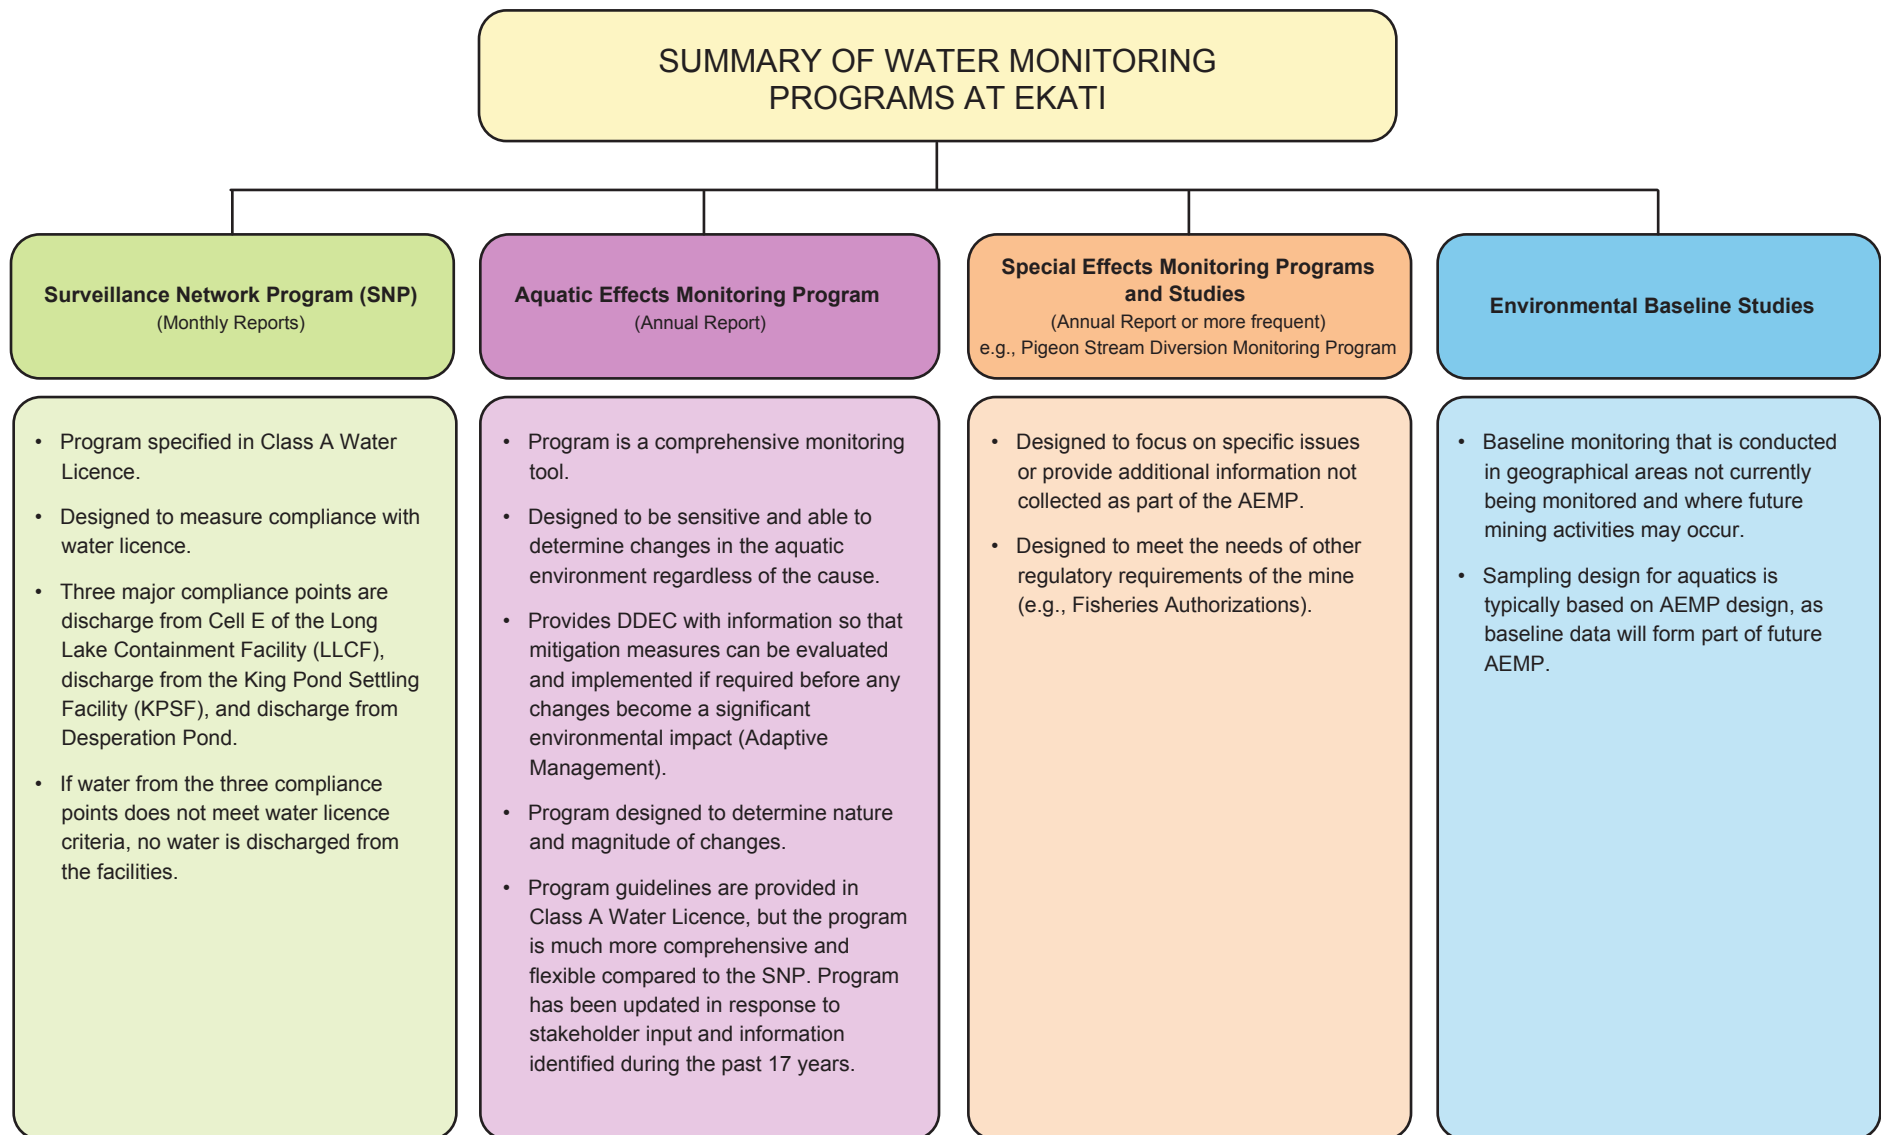 SUMMARY OF WATER MONITORING
PROGRAMS AT EKATI
Surveillance Network Program (SNP)
(Monthly Reports)
• Program specified in Class A Water
Licence.
• Designed to measure compliance with
water licence.
• Three major compliance points are
discharge from Cell E of the Long
Lake Containment Facility (LLCF),
discharge from the King Pond Settling
Facility (KPSF), and discharge from
Desperation Pond.
• If water from the three compliance
points does not meet water licence
criteria, no water is discharged from
the facilities.
Aquatic Effects Monitoring Program
(Annual Report)
• Program is a comprehensive monitoring
tool.
• Designed to be sensitive and able to
determine changes in the aquatic
environment regardless of the cause.
• Provides DDEC with information so that
mitigation measures can be evaluated
and implemented if required before any
changes become a significant
environmental impact (Adaptive
Management).
• Program designed to determine nature
and magnitude of changes.
• Program guidelines are provided in
Class A Water Licence, but the program
is much more comprehensive and
flexible compared to the SNP. Program
has been updated in response to
stakeholder input and information
identified during the past 17 years.
Special Effects Monitoring Programs
and Studies
(Annual Report or more frequent)
e.g., Pigeon Stream Diversion Monitoring Program
• Designed to focus on specific issues
or provide additional information not
collected as part of the AEMP.
• Designed to meet the needs of other
regulatory requirements of the mine
(e.g., Fisheries Authorizations).
Environmental Baseline Studies
• Baseline monitoring that is conducted
in geographical areas not currently
being monitored and where future
mining activities may occur.
• Sampling design for aquatics is
typically based on AEMP design, as
baseline data will form part of future
AEMP.